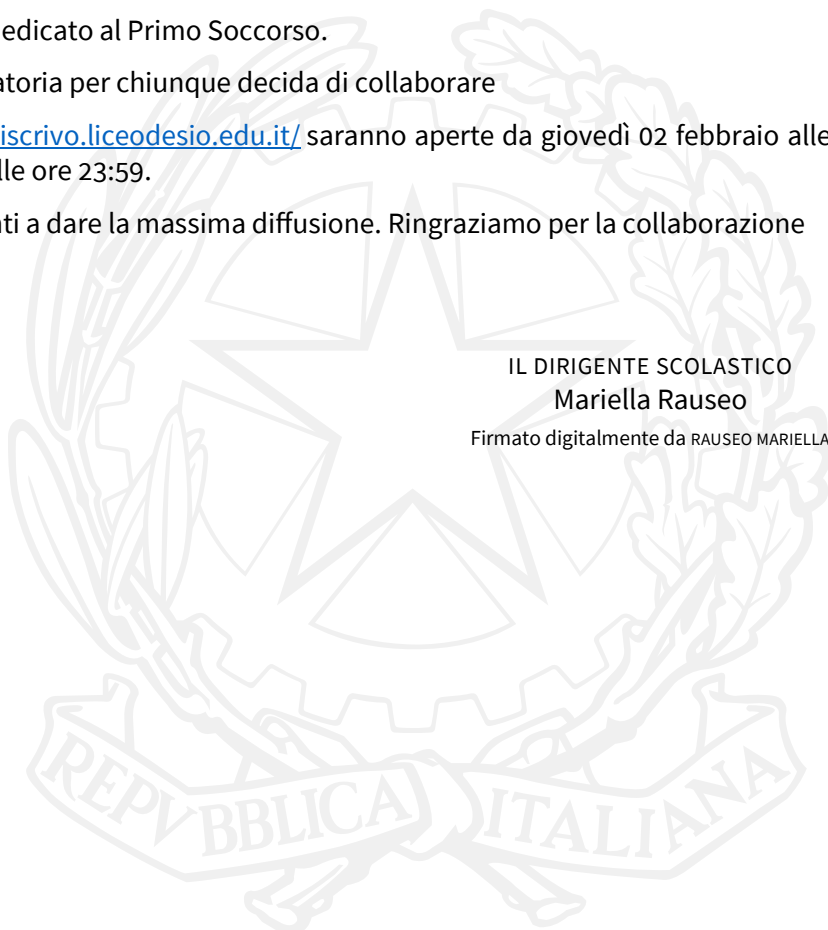 edicato al Primo Soccorso.
atoria per chiunque decida di collaborare
iscrivo.liceodesio.edu.it/ saranno aperte da giovedì 02 febbraio alle
lle ore 23:59.
ti a dare la massima diffusione. Ringraziamo per la collaborazione
IL DIRIGENTE SCOLASTICO
Mariella Rauseo
Firmato digitalmente da RAUSEO MARIELLA
REPVBBLICA ITALIANA